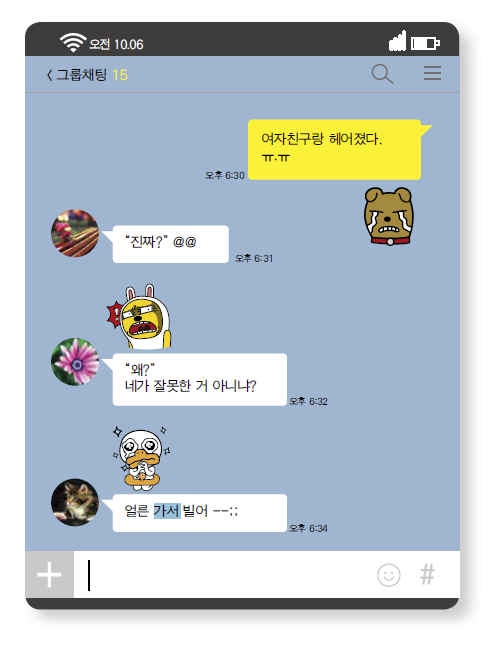 오전 10.06
< 그룹채팅 15
여자친구랑 헤어졌다.
ㅠ.ㅠ
오후 6:30
"진짜?" @@
오후 6:31
"왜?"
네가 잘못한 거 아니냐?
오후 6:32
얼른 가서 빌어 --;;
오후 6:34
#